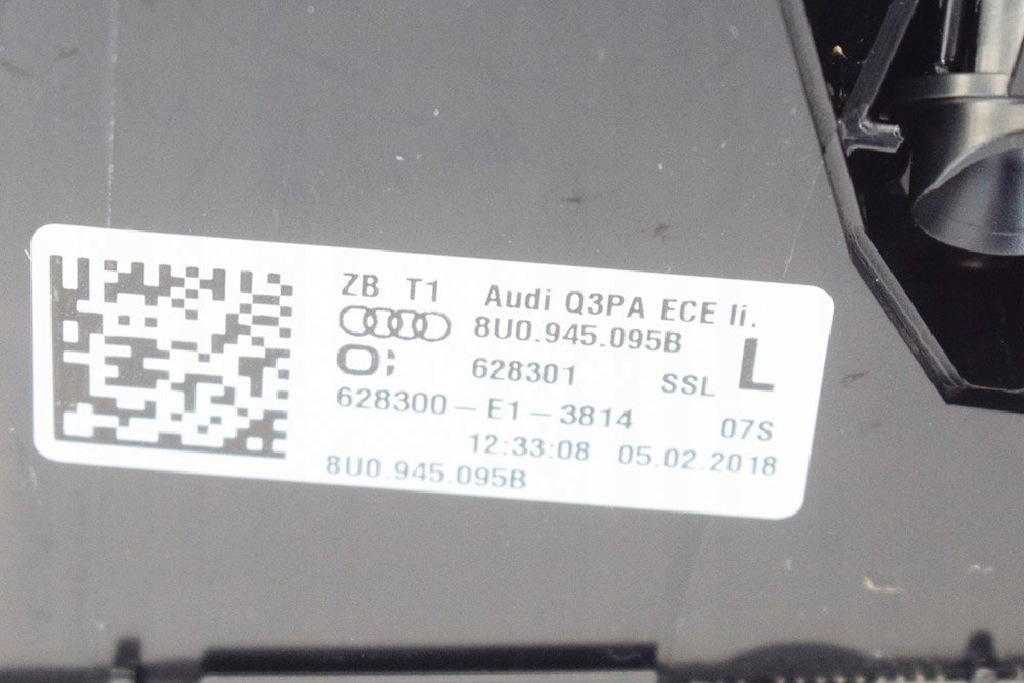 ZB T1 Audi Q3PA ECE li.
8U0.945.095B
628301 SSL L
628300-E1-3814 07S
12:33:08 05.02.2018
8U0.945.095B